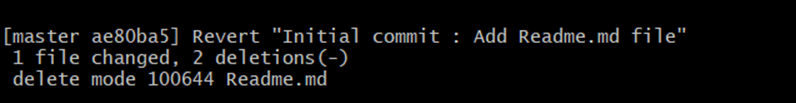 [master ae80ba5] Revert "Initial commit : Add Readme.md file"
 1 file changed, 2 deletions(-)
 delete mode 100644 Readme.md